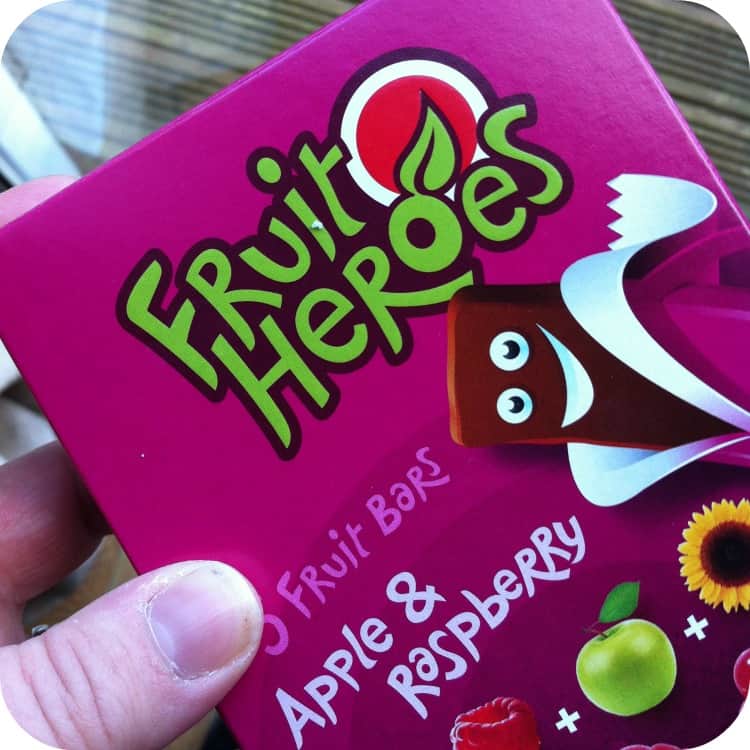 Fruit
Heroes
Fruit Bars
Apple &
Raspberry